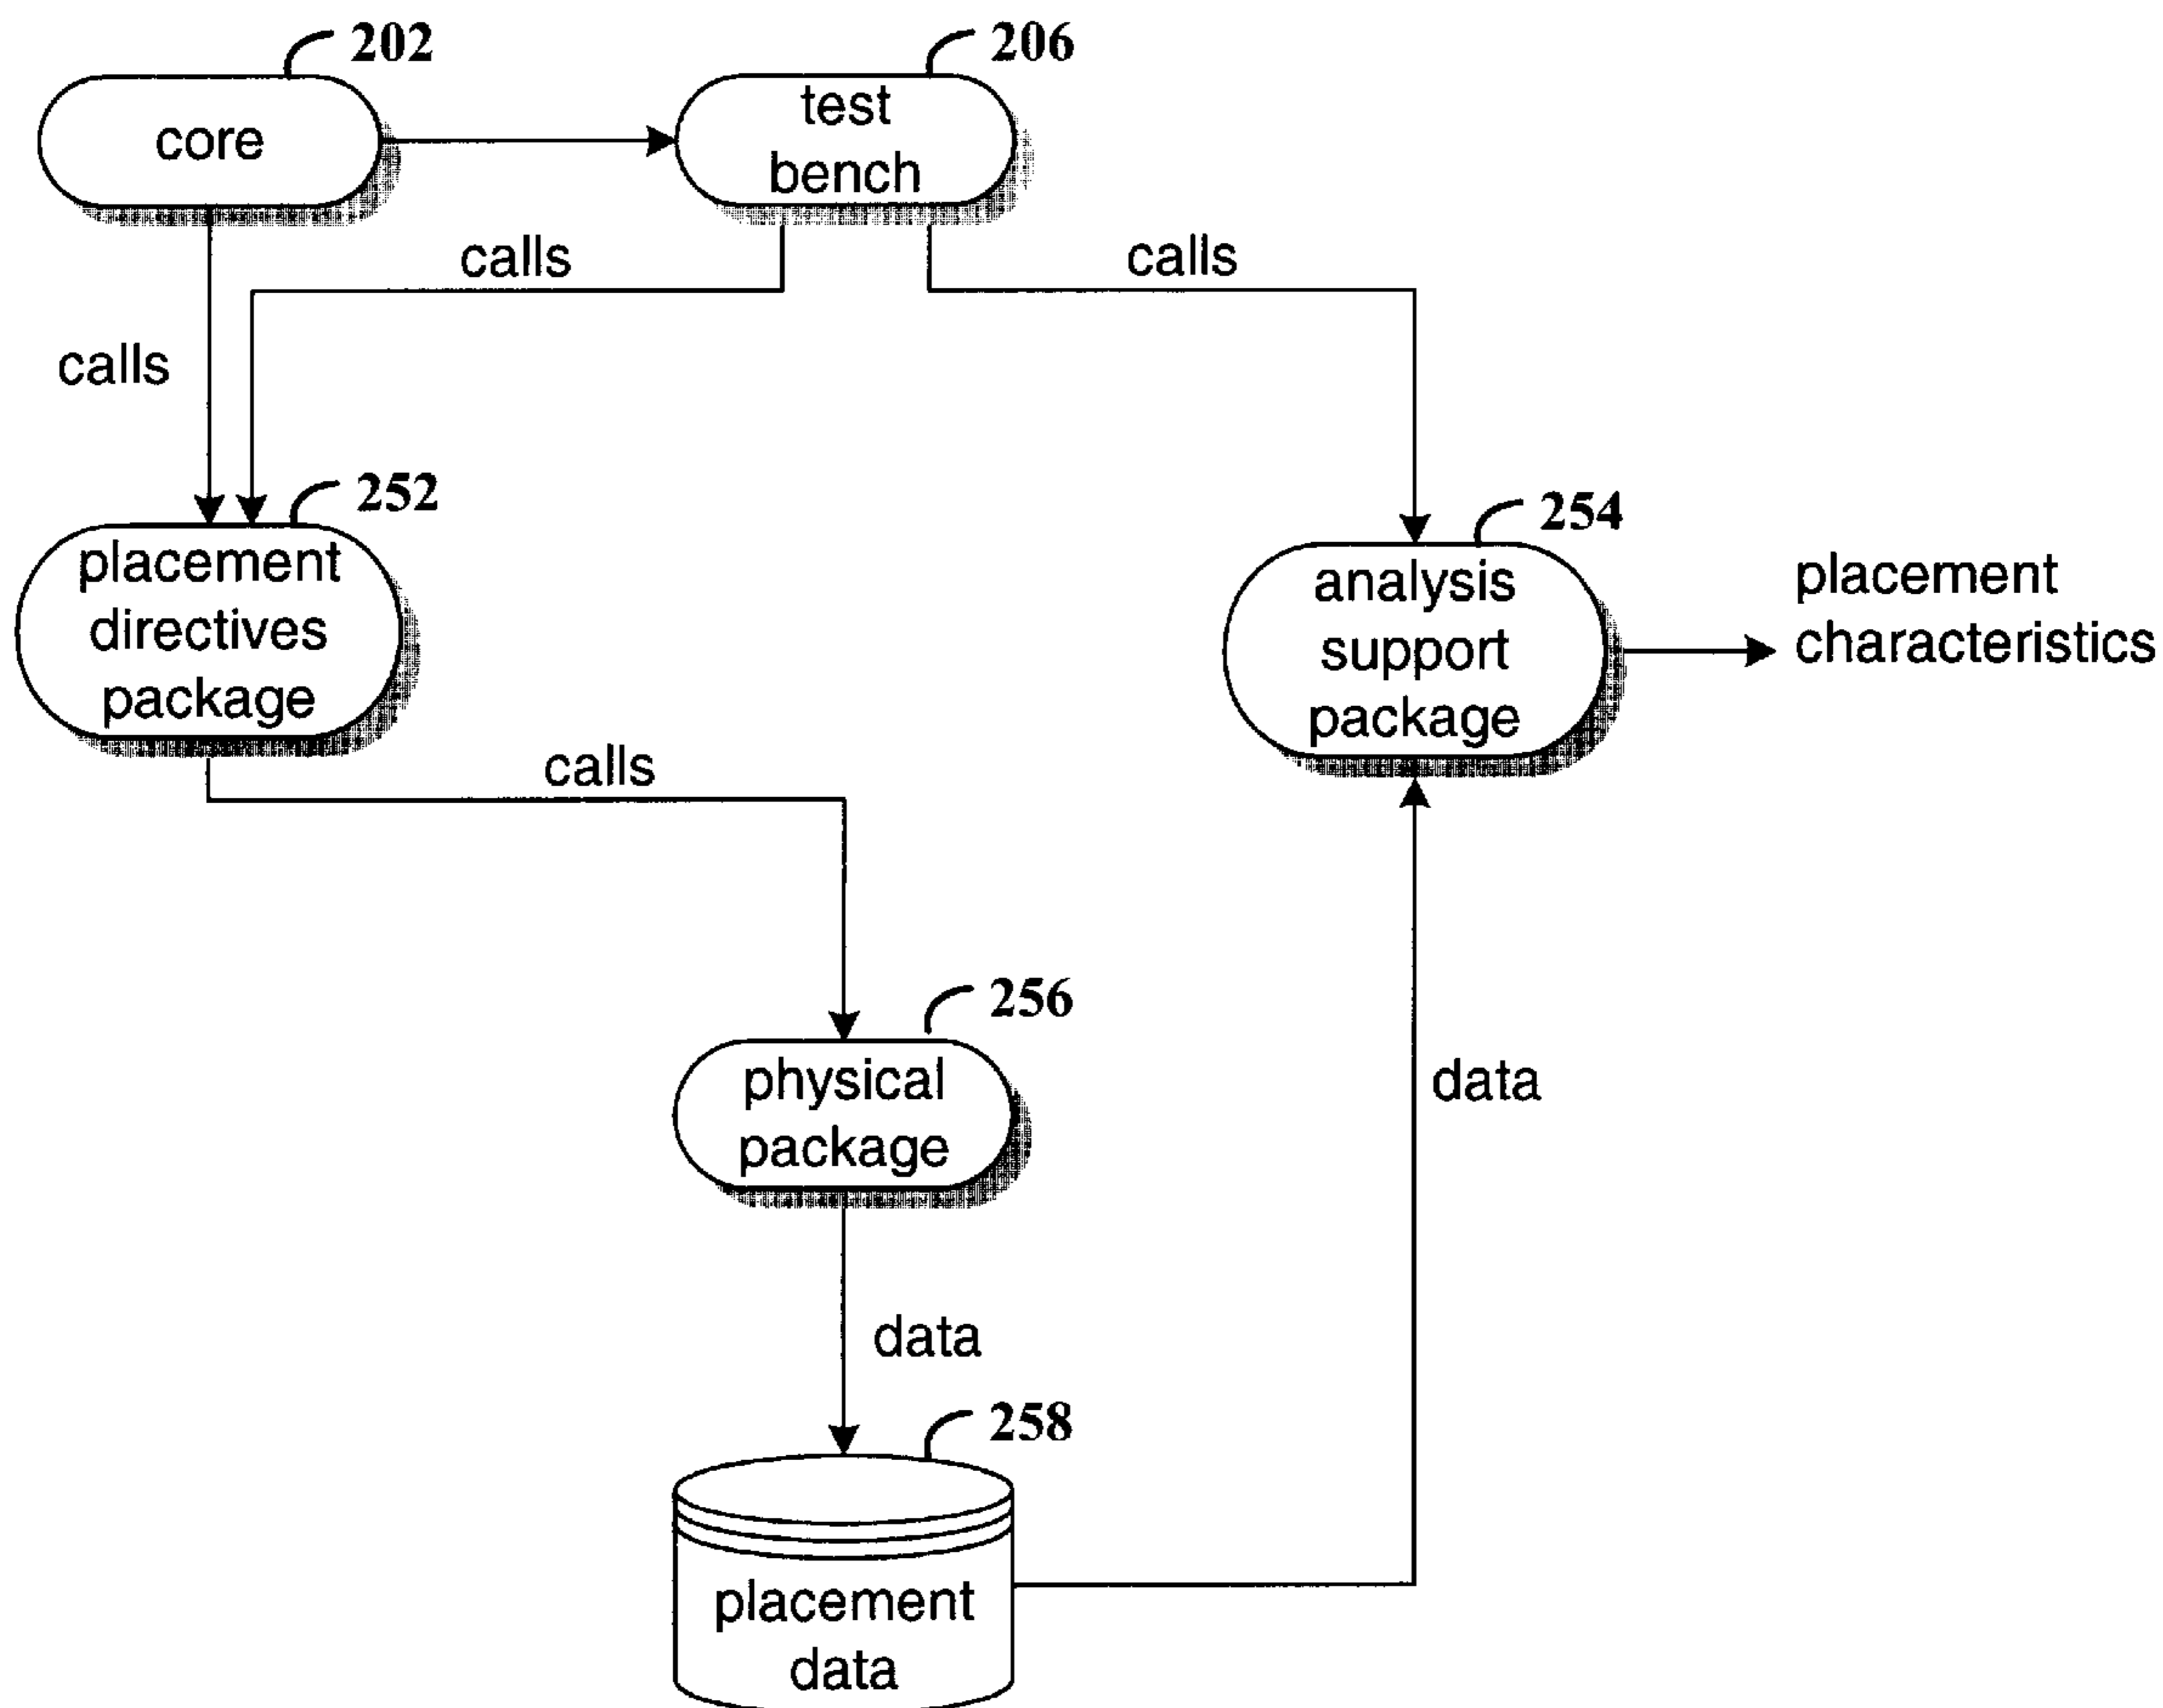 202
206
core
test
bench
calls
calls
calls
252
254
placement
directives
package
analysis
support
package
placement
characteristics
calls
256
physical
package
data
data
258
placement
data